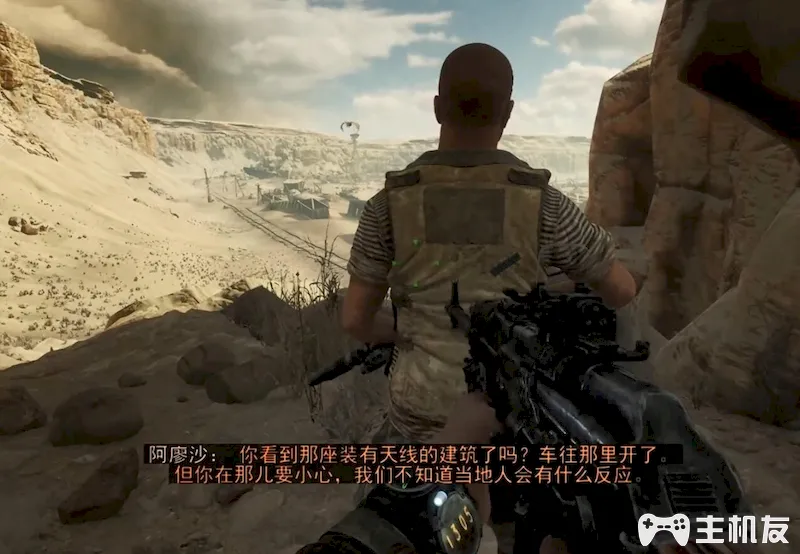 阿廖沙： 你看到那座装有天线的建筑了吗？车往那里开了。
但你在那儿要小心，我们不知道当地人会有什么反应。
1305
主机友